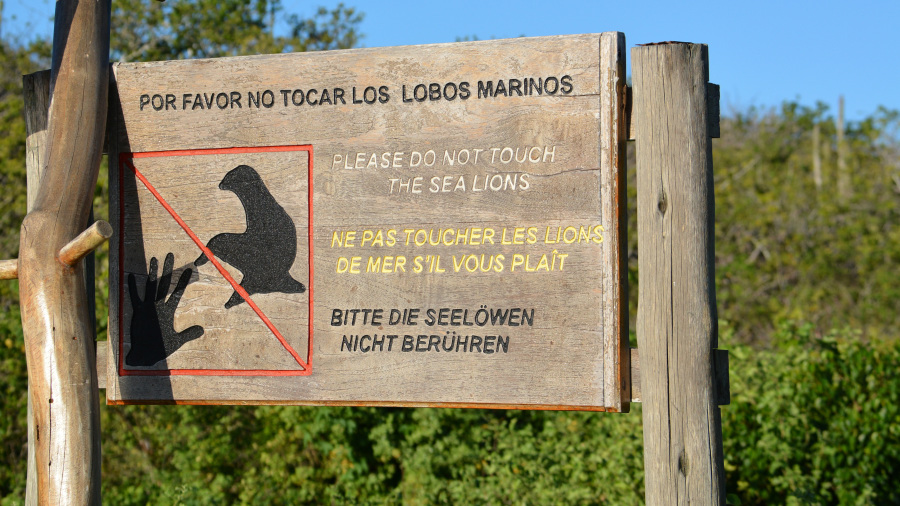 POR FAVOR NO TOCAR LOS LOBOS MARINOS
PLEASE DO NOT TOUCH
THE SEA LIONS
NE PAS TOUCHER LES LIONS
DE MER S'IL VOUS PLAÎT
BITTE DIE SEELÖWEN
NICHT BERÜHREN